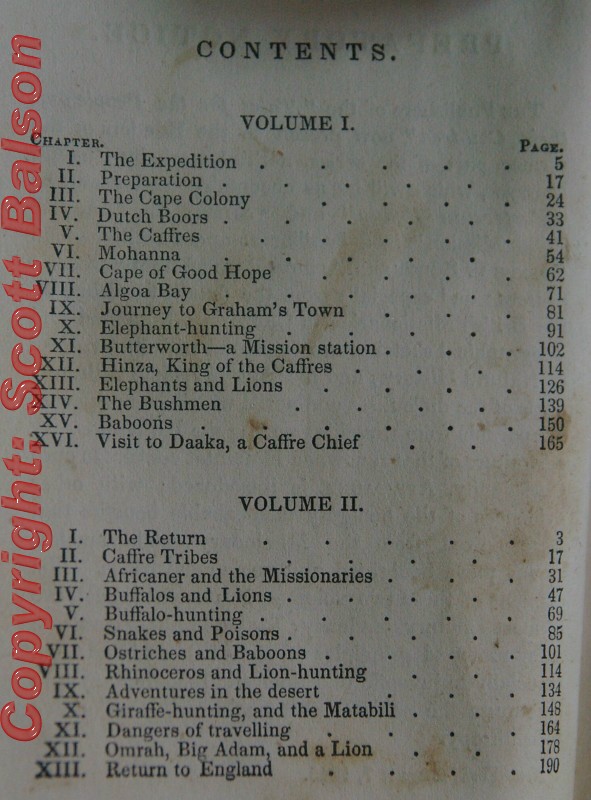 CONTENTS.
VOLUME I.
CHAPTER. PAGE.
I. The Expedition . . . . . . 5
II. Preparation . . . . . . 17
III. The Cape Colony . . . . 24
IV. Dutch Boors . . . . . . 33
V. The Caffres . . . . . . 41
VI. Mohanna . . . . . . 54
VII. Cape of Good Hope . . . . 62
VIII. Algoa Bay . . . . . . 71
IX. Journey to Graham's Town . . . . 81
X. Elephant-hunting . . . . . 91
XI. Butterworth—a Mission station . . . 102
XII. Hinza, King of the Caffres . . . . 114
XIII. Elephants and Lions . . . . 126
XIV. The Bushmen . . . . . 139
XV. Baboons . . . . . . 150
XVI. Visit to Daaka, a Caffre Chief . . 165
VOLUME II.
I. The Return . . . . . . 3
II. Caffre Tribes . . . . . 17
III. Africaner and the Missionaries . . . 31
IV. Buffalos and Lions . . . . . 47
V. Buffalo-hunting . . . . . 69
VI. Snakes and Poisons . . . . . 85
VII. Ostriches and Baboons . . . . 101
VIII. Rhinoceros and Lion-hunting . . . 114
IX. Adventures in the desert . . . . 134
X. Giraffe-hunting, and the Matabili . . . 148
XI. Dangers of travelling . . . . 164
XII. Omrah, Big Adam, and a Lion . . . 178
XIII. Return to England . . . . 190
Copyright: Scott Balson